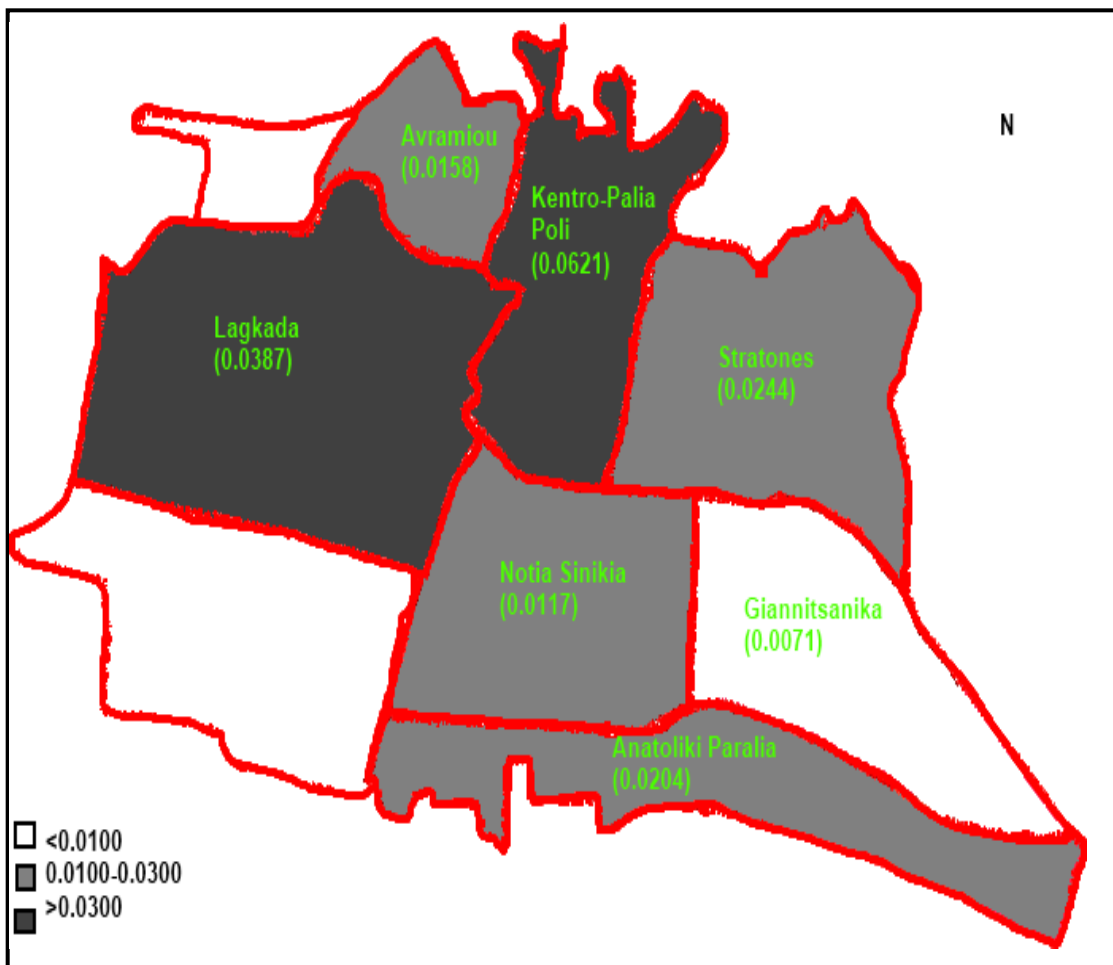 N
Avramiou
(0.0158)
Kentro-Palia
Poli
(0.0621)
Lagkada
(0.0387)
Stratones
(0.0244)
Notia Sinikia
(0.0117)
Giannitsanika
(0.0071)
Anatoliki Paralia
(0.0204)
<0.0100
0.0100-0.0300
>0.0300